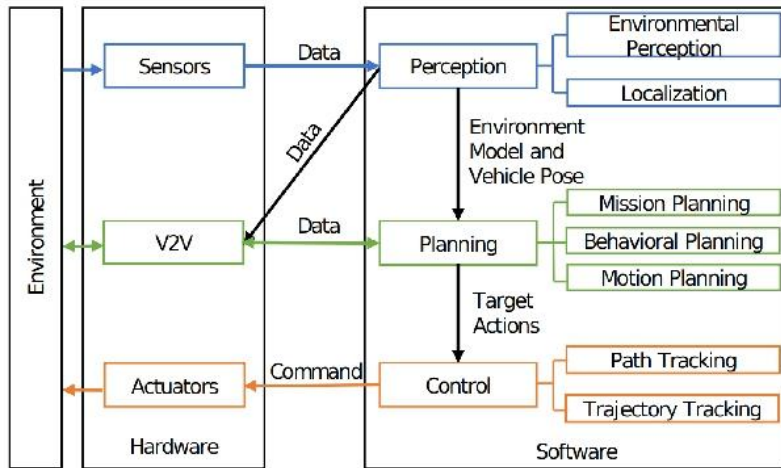 Environment
Sensors
Data
Perception
Environmental
Perception
Localization
Data
Environment
Model and
Vehicle Pose
V2V
Data
Planning
Mission Planning
Behavioral Planning
Motion Planning
Target
Actions
Actuators
Command
Control
Path Tracking
Trajectory Tracking
Hardware
Software